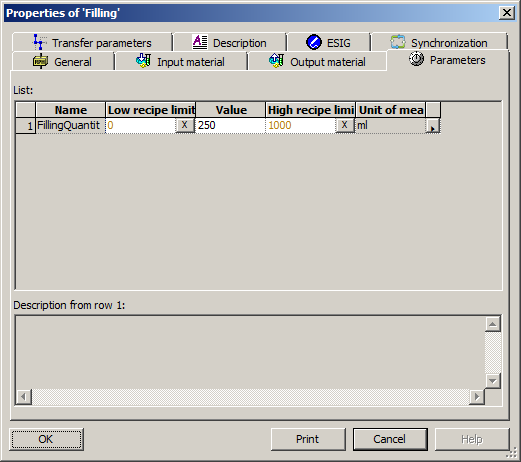 Properties of 'Filling'
Transfer parameters Description ESIG Synchronization
General Input material Output material Parameters
List:
Name Low recipe limit Value High recipe limi Unit of mea
1 FillingQuantit 0 X 250 1000 X ml
Description from row 1:
OK Print Cancel Help